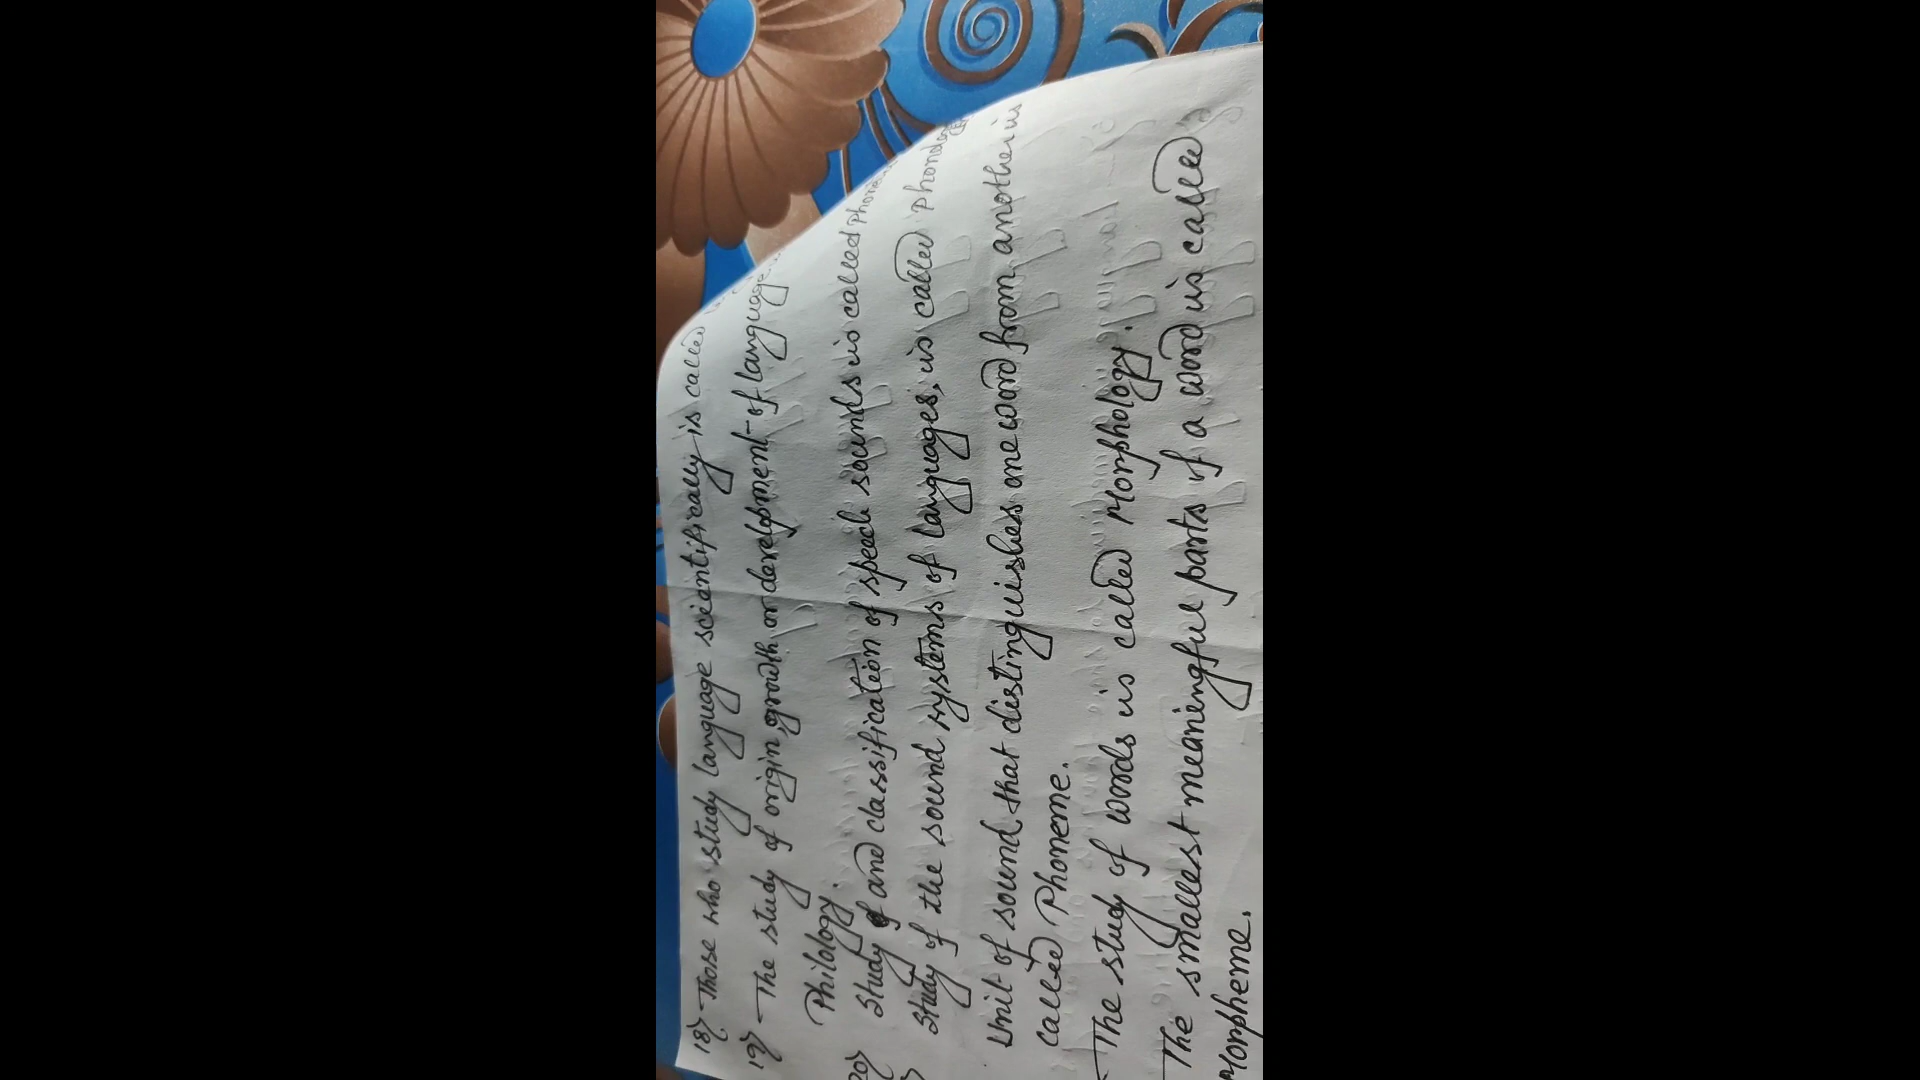 18) Those who study language scientifically is called
19) The study of origin, growth or development of language
Philology.
20) Study of and classification of speech sounds is called
Study of the sound systems of languages, is called
Unit of sound that distinguishes one word from another is
called Phoneme.
The study of words is called Morphology.
The smallest meaningful parts of a word is called
Morpheme.